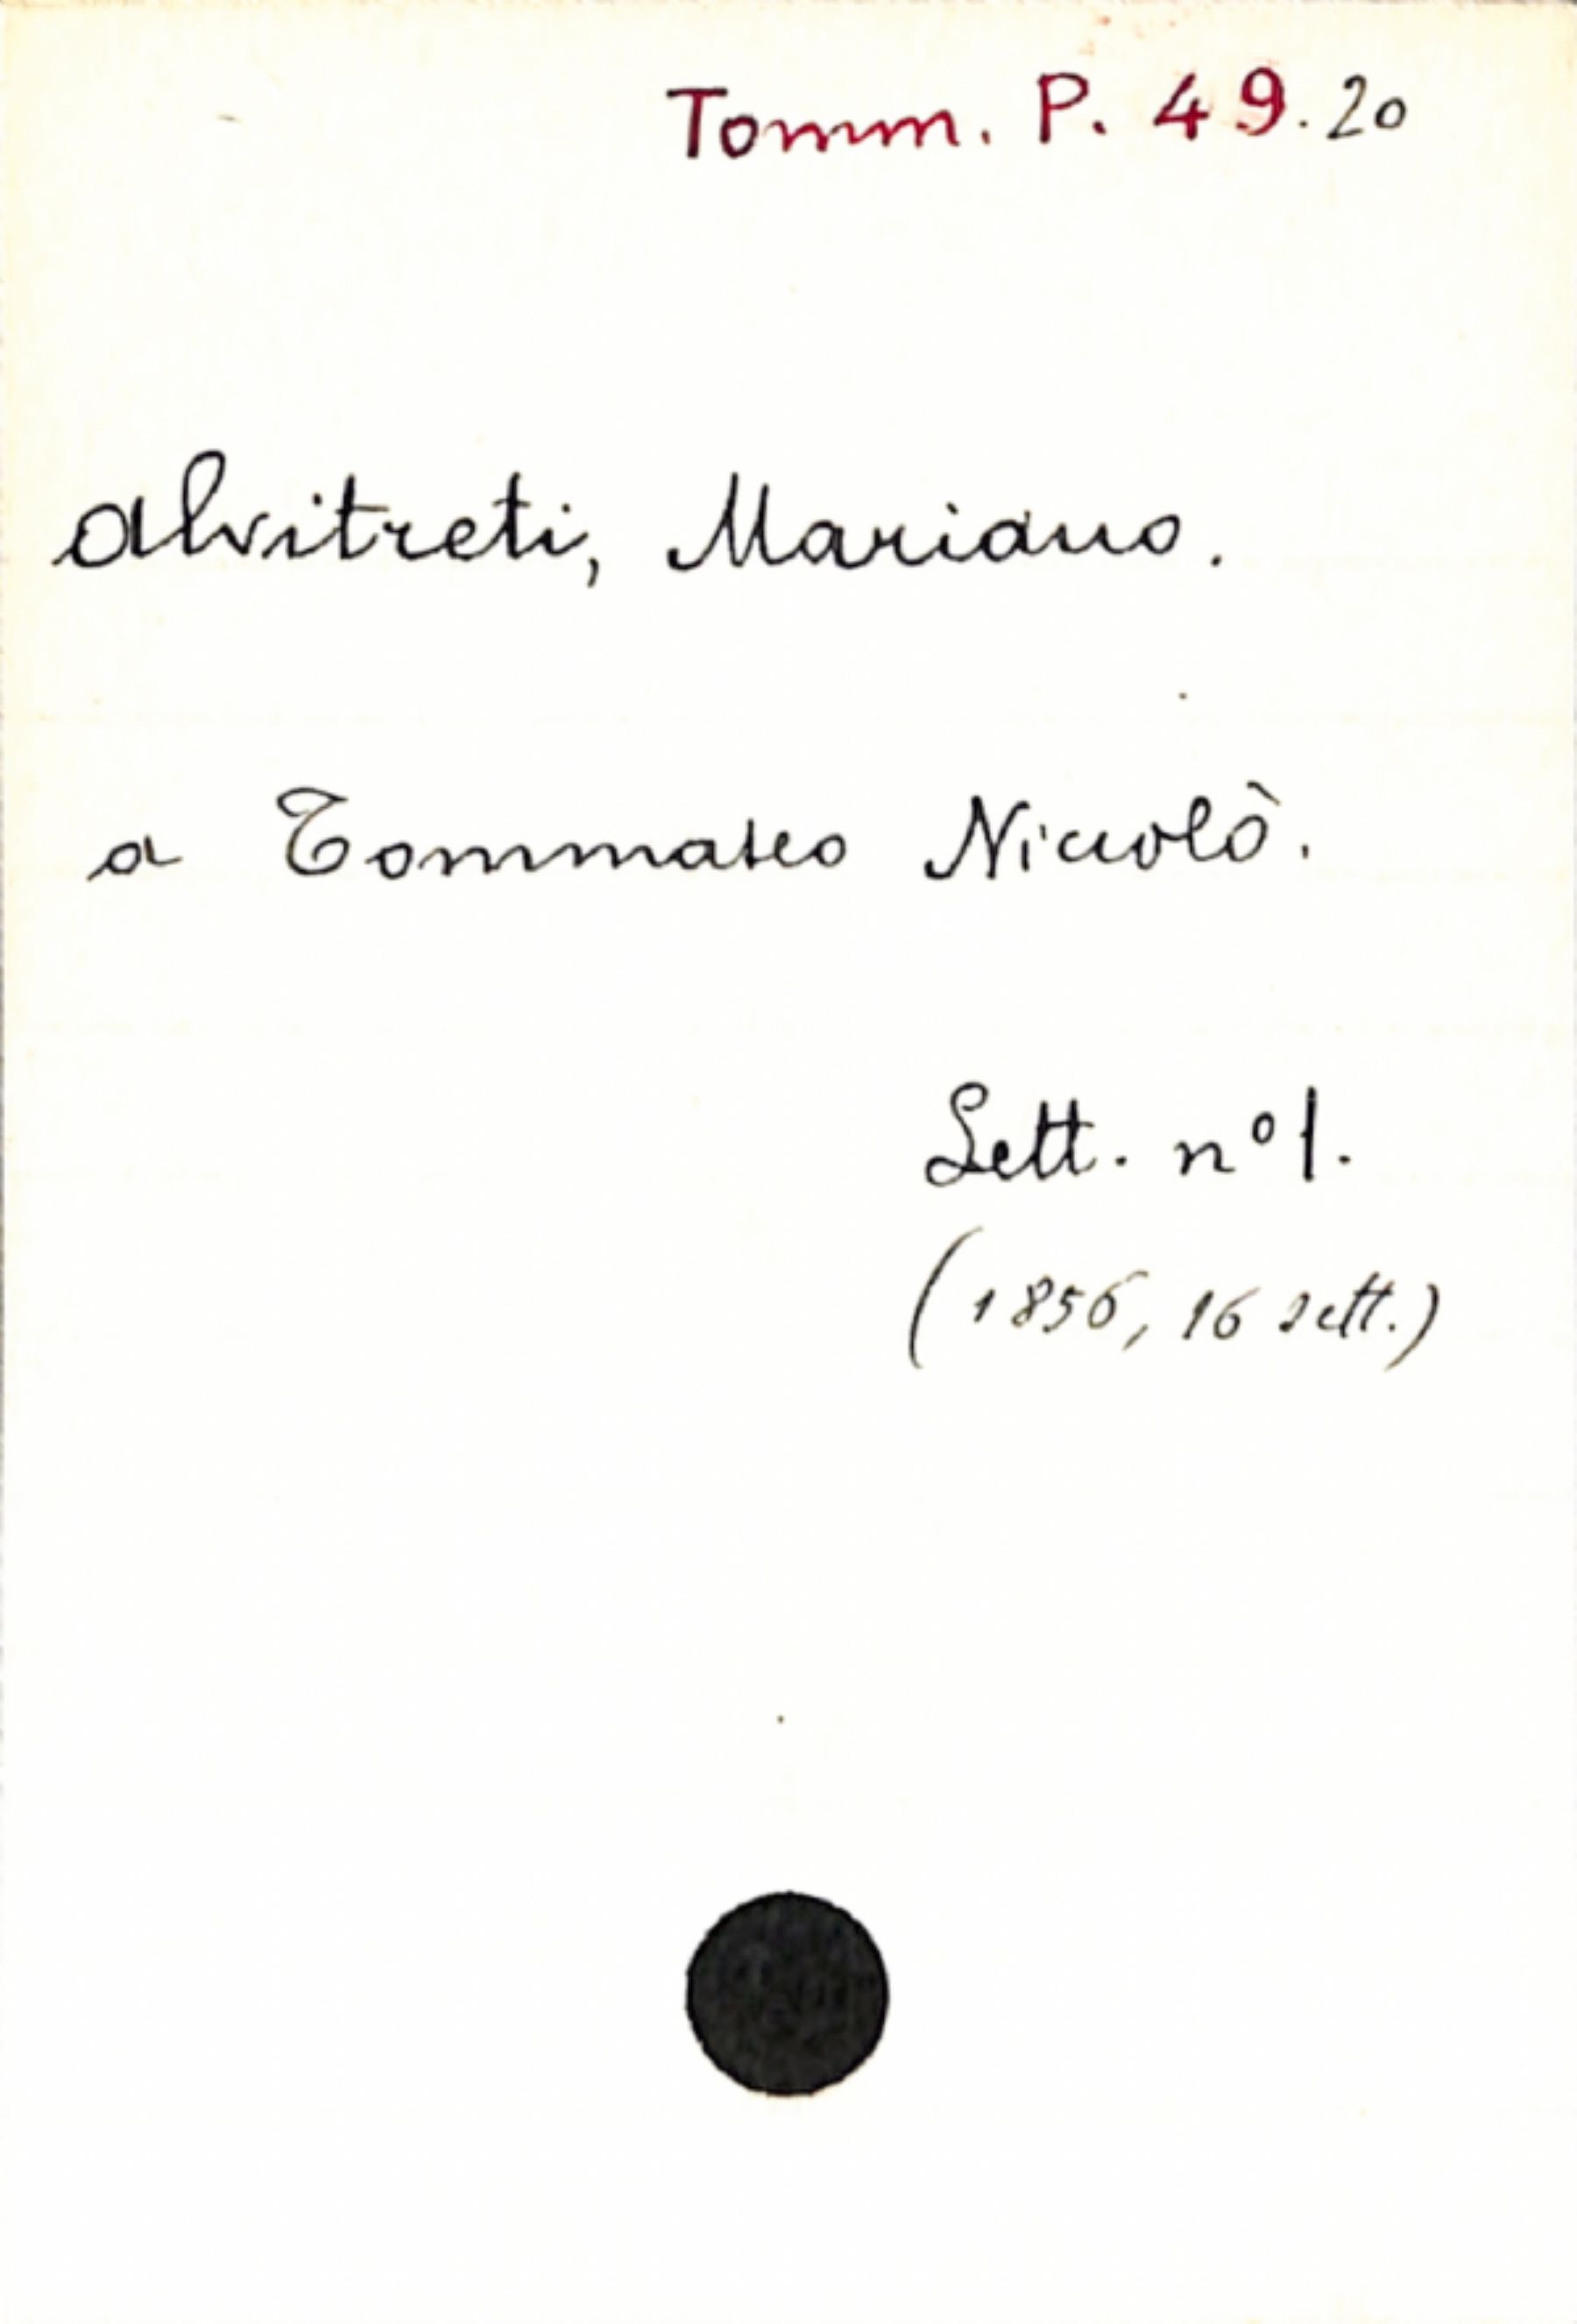 Tomm. P. 49.20
Alvitreti, Mariano.
a Tommaseo Niccolò.
Lett. n° 1.
(1856, 16 sett.)